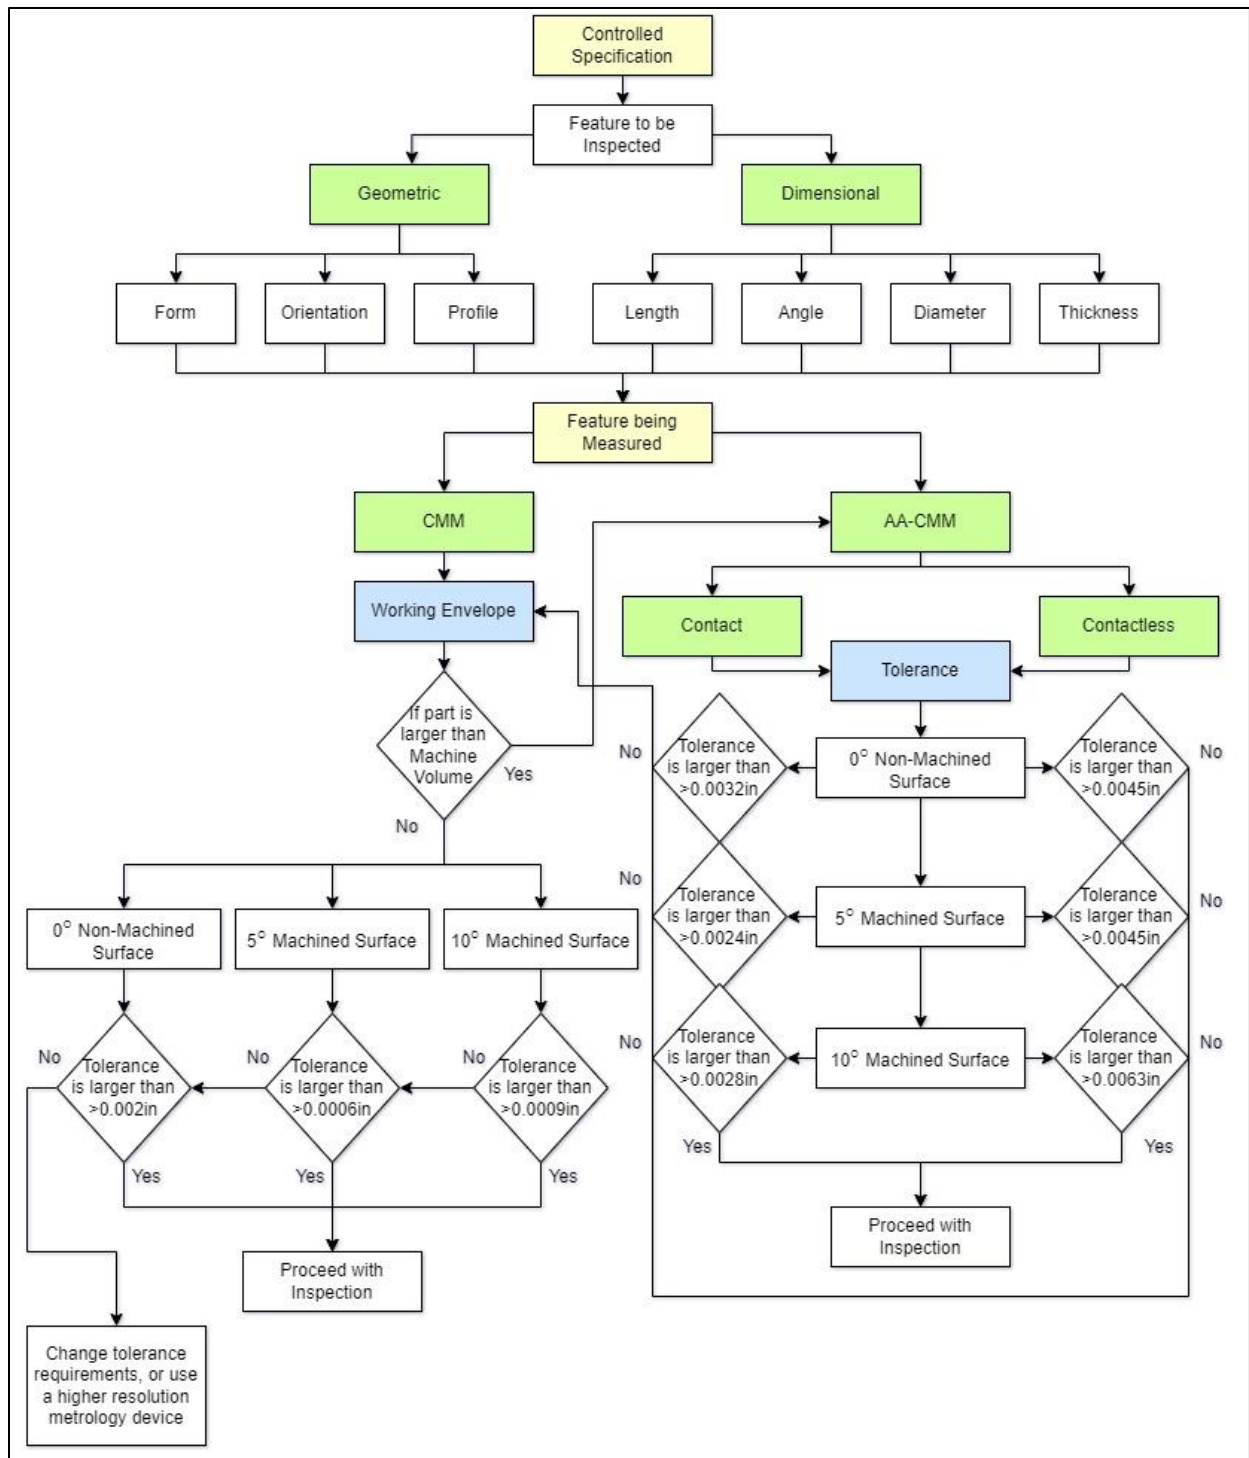 Controlled
Specification
Feature to be
Inspected
Geometric
Dimensional
Form
Orientation
Profile
Length
Angle
Diameter
Thickness
Feature being
Measured
CMM
AA-CMM
Working Envelope
Contact
Contactless
Tolerance
If part is
larger than
Machine
Volume
Yes
No
No
Tolerance
is larger than
>0.0032in
0° Non-Machined
Surface
Tolerance
is larger than
>0.0045in
No
No
Tolerance
is larger than
>0.0024in
5° Machined Surface
Tolerance
is larger than
>0.0045in
No
No
Tolerance
is larger than
>0.0028in
10° Machined Surface
Tolerance
is larger than
>0.0063in
No
Yes
Yes
Proceed with
Inspection
0° Non-Machined
Surface
5° Machined Surface
10° Machined Surface
No
Tolerance
is larger than
>0.002in
No
Tolerance
is larger than
>0.0006in
No
Tolerance
is larger than
>0.0009in
Yes
Yes
Yes
Proceed with
Inspection
Change tolerance
requirements, or use
a higher resolution
metrology device